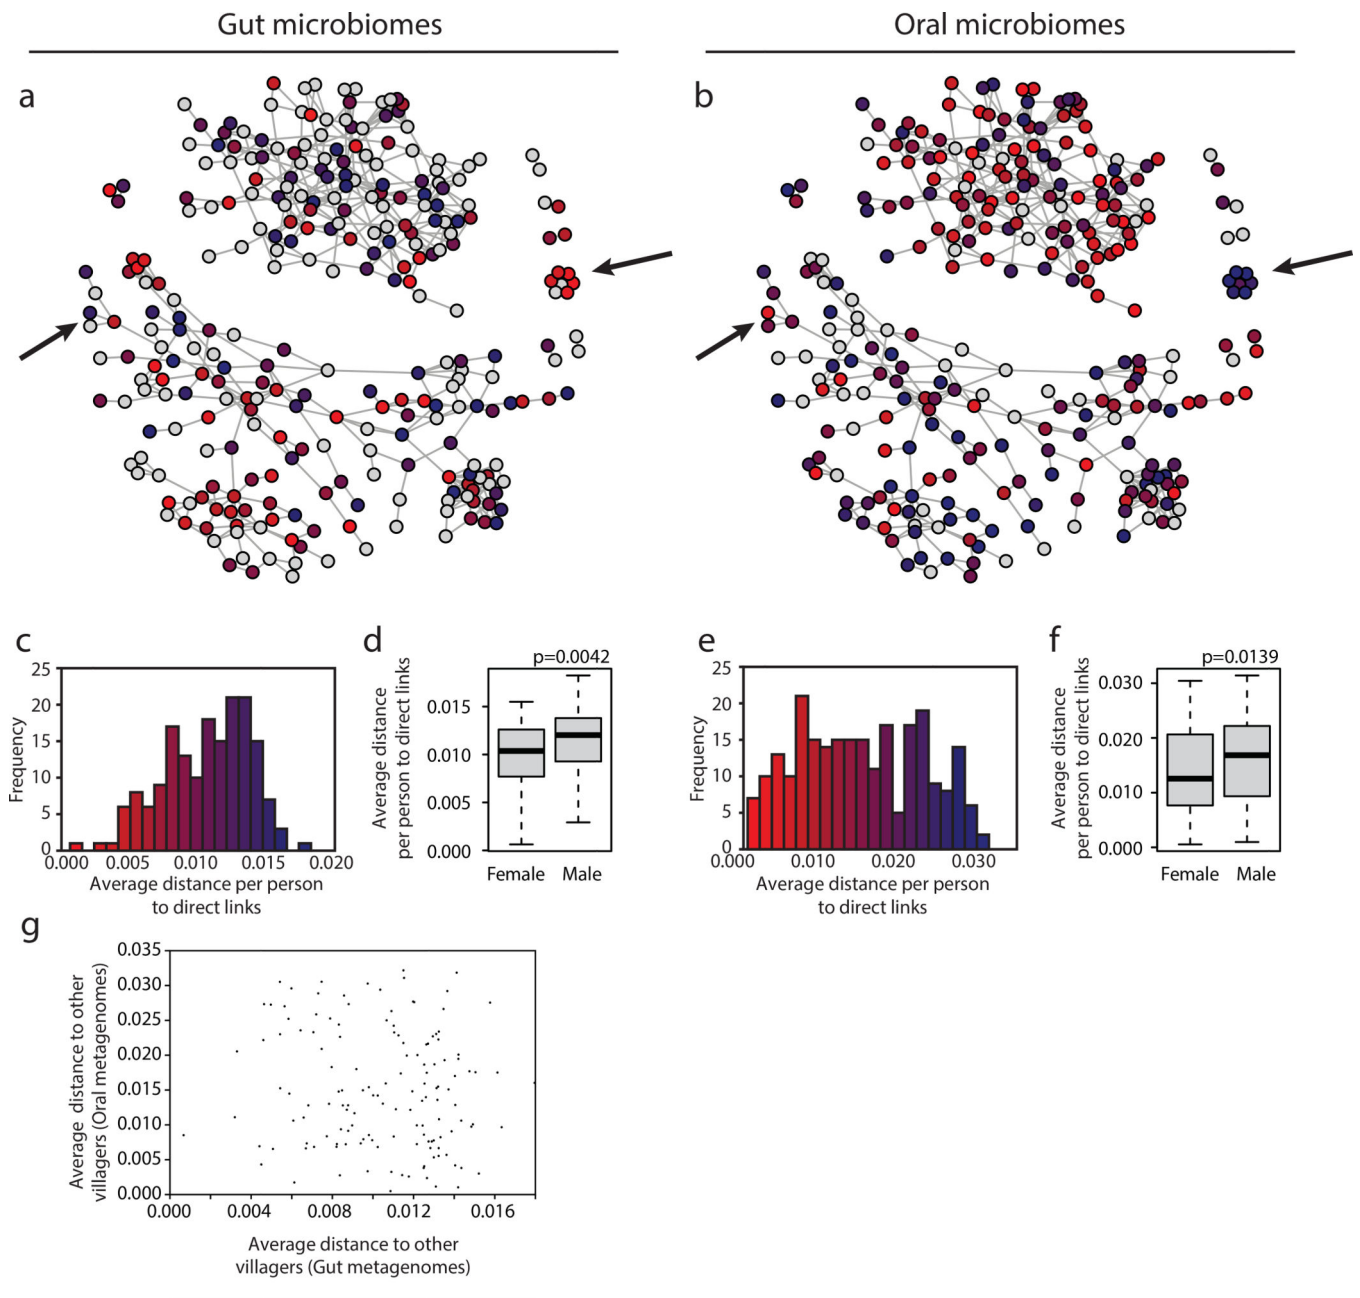 Gut microbiomes
Oral microbiomes
a
b
c
25
20
15
10
5
0
Frequency
0.000
0.005
0.010
0.015
0.020
Average distance per person
to direct links
d
p=0.0042
Average distance
per person to direct links
0.015
0.010
0.005
0.000
Female
Male
e
25
20
15
10
5
0
Frequency
0.000
0.010
0.020
0.030
Average distance per person
to direct links
f
p=0.0139
Average distance
per person to direct links
0.030
0.020
0.010
0.000
Female
Male
g
Average distance to other
villagers (Oral metagenomes)
0.035
0.030
0.025
0.020
0.015
0.010
0.005
0.000
0.000
0.004
0.008
0.012
0.016
Average distance to other
villagers (Gut metagenomes)